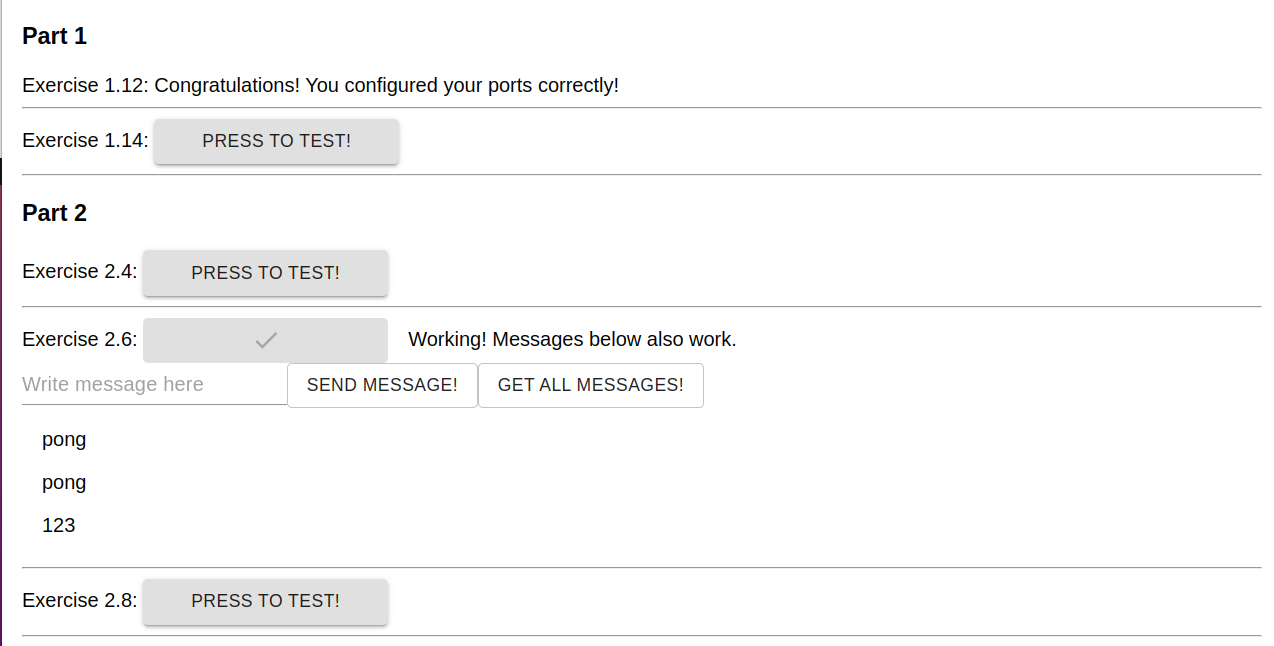 Part 1
Exercise 1.12: Congratulations! You configured your ports correctly!
Exercise 1.14: PRESS TO TEST!
Part 2
Exercise 2.4: PRESS TO TEST!
Exercise 2.6: Working! Messages below also work.
Write message here SEND MESSAGE! GET ALL MESSAGES!
pong
pong
123
Exercise 2.8: PRESS TO TEST!